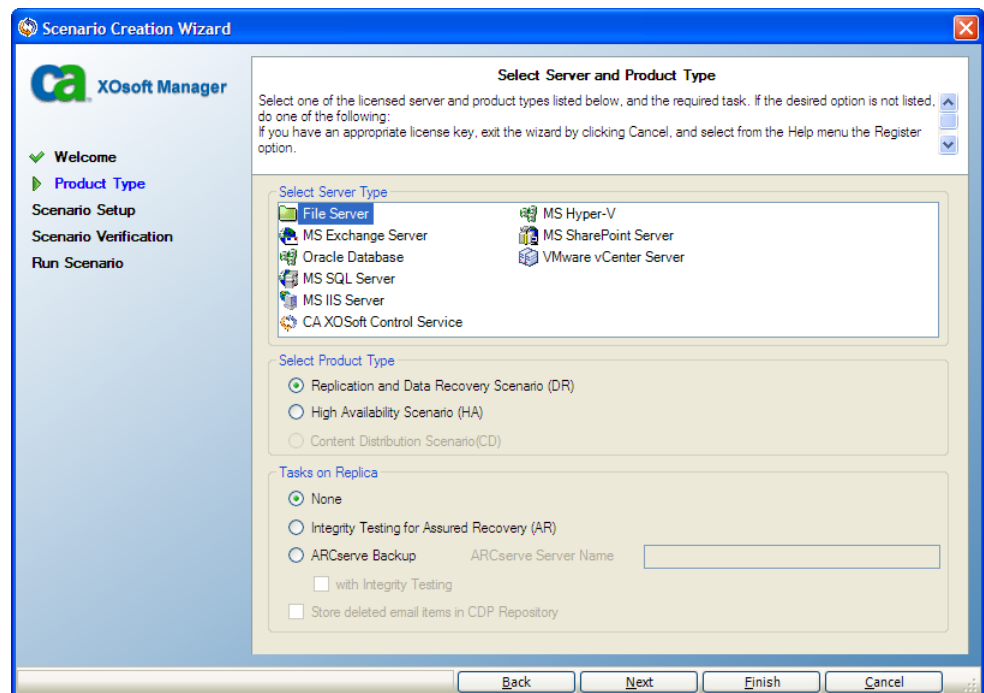 Scenario Creation Wizard
ca
XOsoft Manager
Welcome
Product Type
Scenario Setup
Scenario Verification
Run Scenario
Select Server and Product Type
Select one of the licensed server and product types listed below, and the required task. If the desired option is not listed,
do one of the following:
If you have an appropriate license key, exit the wizard by clicking Cancel, and select from the Help menu the Register
option.
Select Server Type
File Server
MS Exchange Server
Oracle Database
MS SQL Server
MS IIS Server
CA XOSoft Control Service
MS Hyper-V
MS SharePoint Server
VMware vCenter Server
Select Product Type
Replication and Data Recovery Scenario (DR)
High Availability Scenario (HA)
Content Distribution Scenario(CD)
Tasks on Replica
None
Integrity Testing for Assured Recovery (AR)
ARCserve Backup ARCserve Server Name
with Integrity Testing
Store deleted email items in CDP Repository
Back Next Finish Cancel